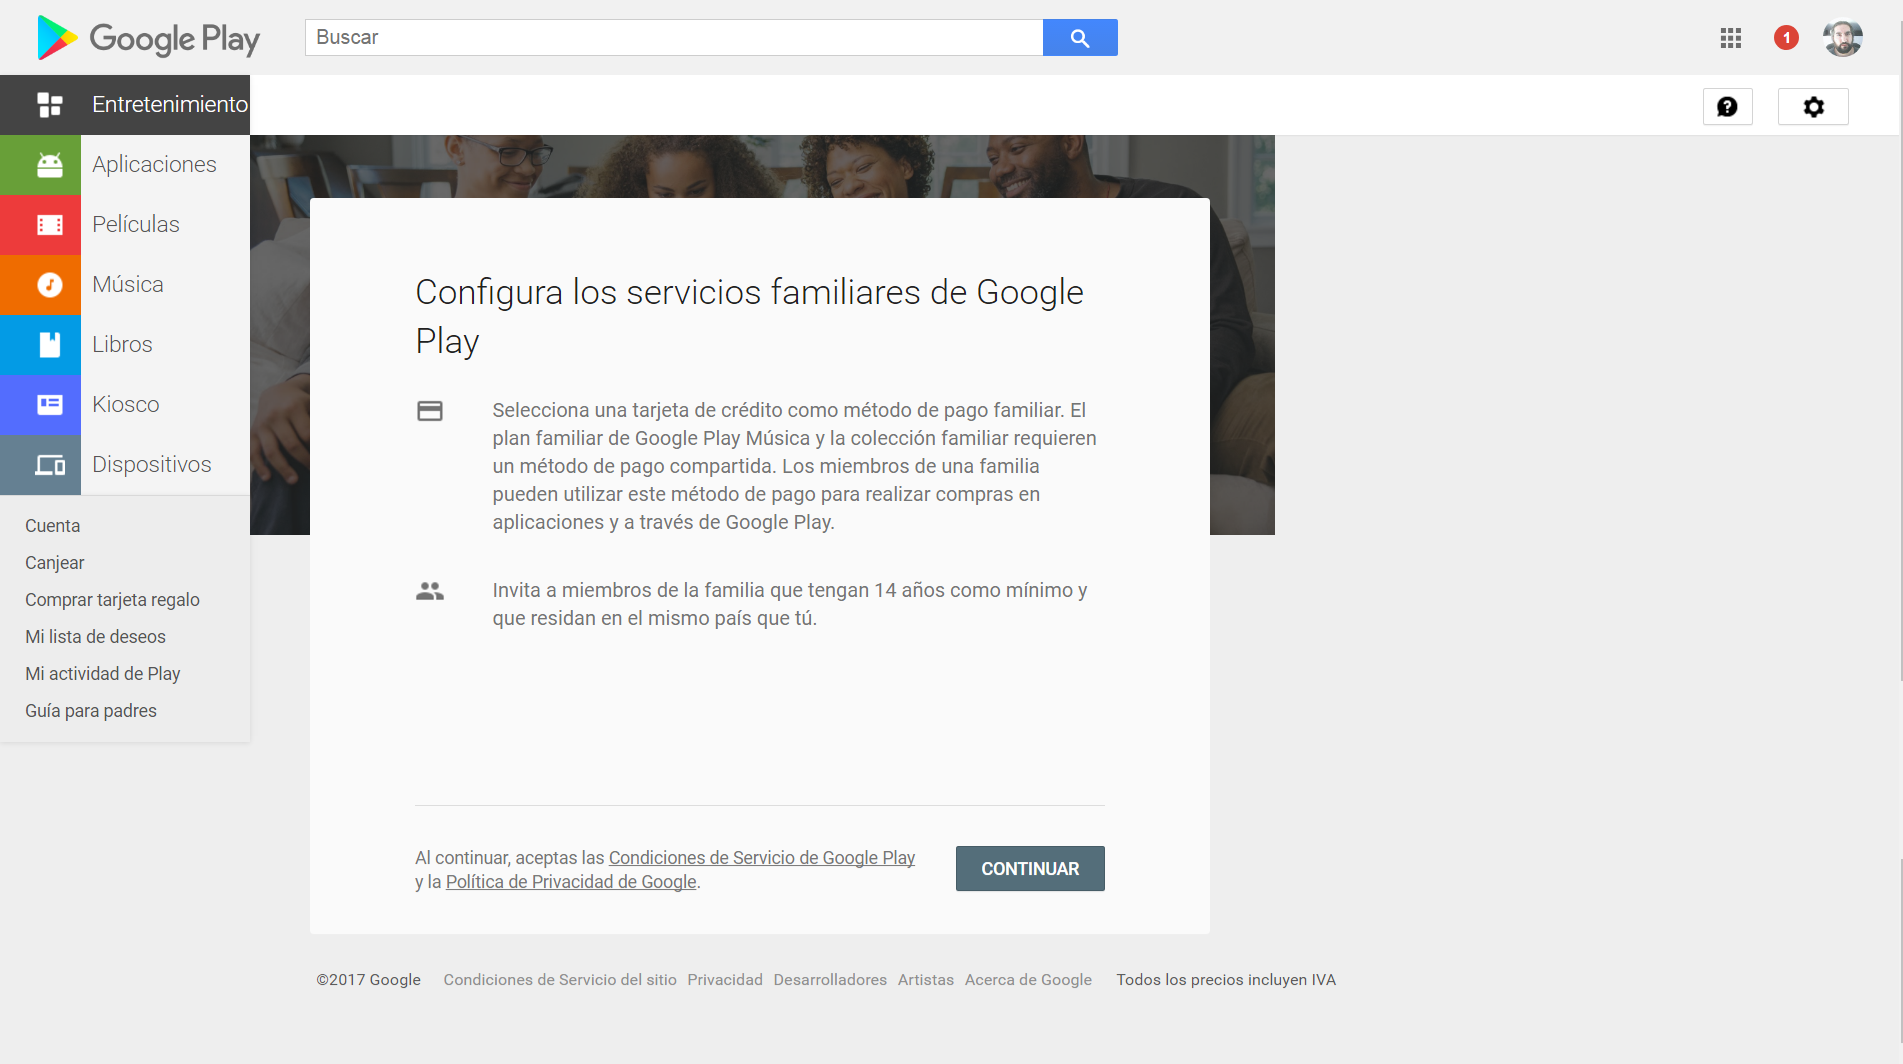 Google Play
Buscar
1
Entretenimiento
Aplicaciones
Películas
Música
Libros
Kiosco
Dispositivos
Cuenta
Canjear
Comprar tarjeta regalo
Mi lista de deseos
Mi actividad de Play
Guía para padres
Configura los servicios familiares de Google
Play
Selecciona una tarjeta de crédito como método de pago familiar. El
plan familiar de Google Play Música y la colección familiar requieren
un método de pago compartida. Los miembros de una familia
pueden utilizar este método de pago para realizar compras en
aplicaciones y a través de Google Play.
Invita a miembros de la familia que tengan 14 años como mínimo y
que residan en el mismo país que tú.
Al continuar, aceptas las Condiciones de Servicio de Google Play
y la Política de Privacidad de Google.
CONTINUAR
©2017 Google Condiciones de Servicio del sitio Privacidad Desarrolladores Artistas Acerca de Google Todos los precios incluyen IVA